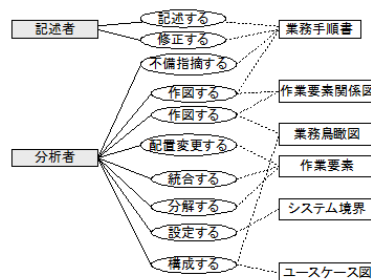 記述する
記述者
業務手順書
修正する
不備指摘する
作図する
作業要素関係図
作図する
業務鳥瞰図
配置変更する
分析者
作業要素
統合する
分解する
システム境界
設定する
構成する
ユースケース図